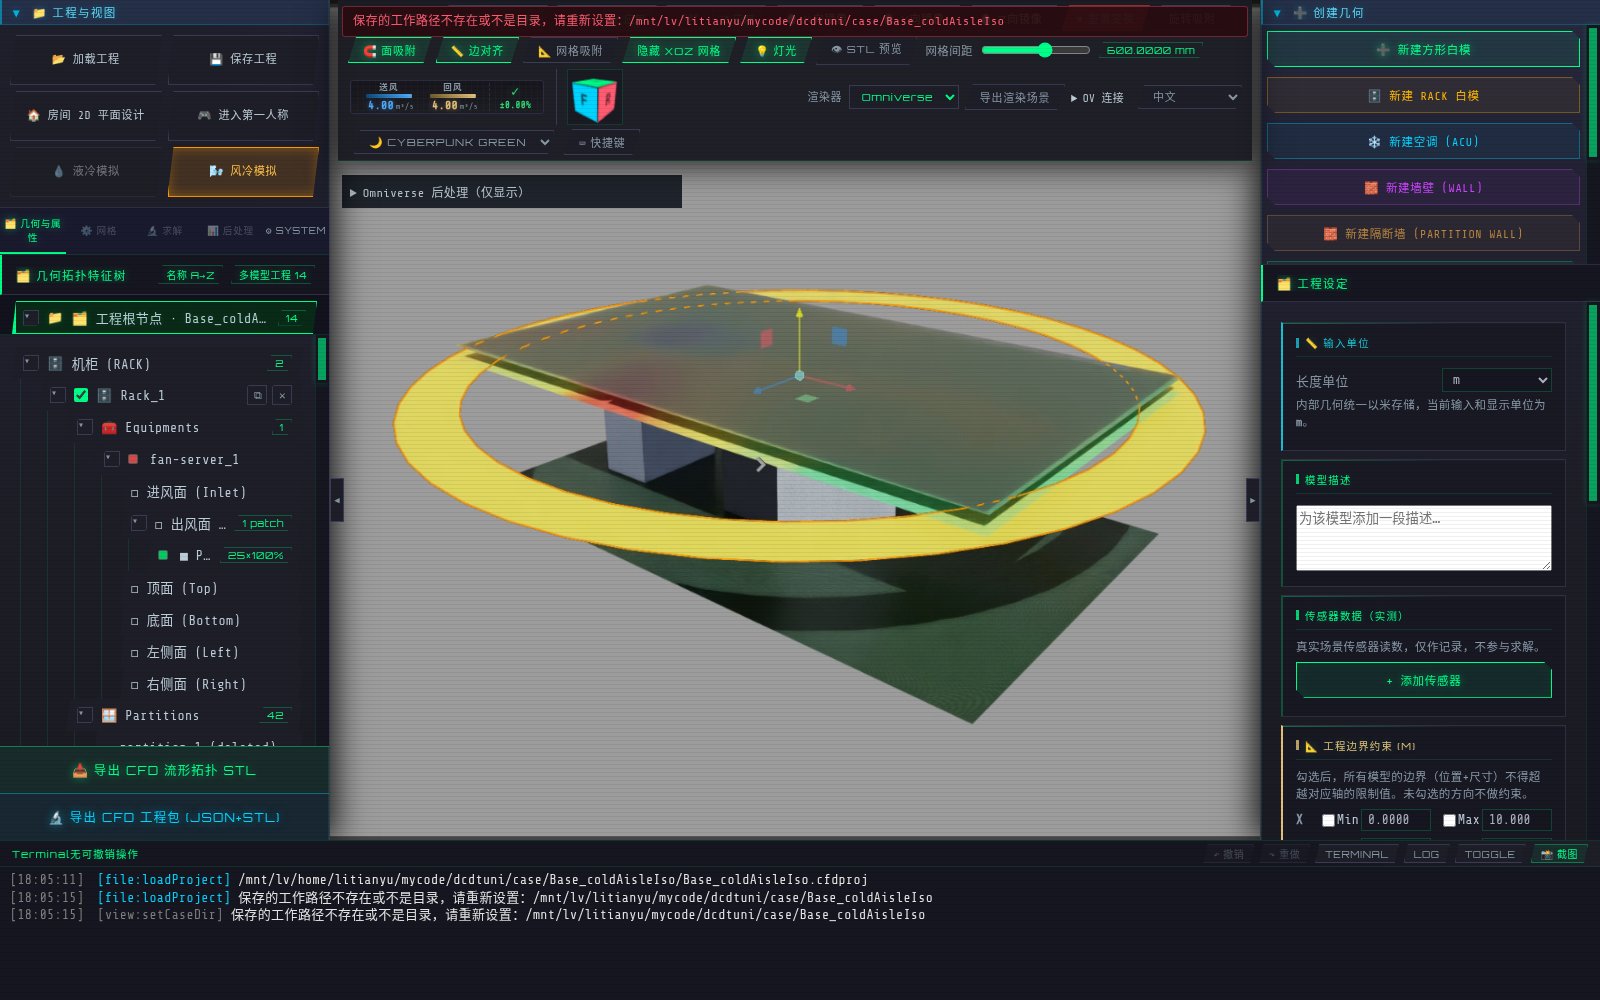 ▼ 📁 工程与视图
📂 加载工程
💾 保存工程
🏠 房间 2D 平面设计
🎮 进入第一人称
💧 液冷模拟
🌬️ 风冷模拟
🗂️ 几何与属性
⚙️ 网格
🔬 求解
📊 后处理
⚙ SYSTEM
🗂️ 几何拓扑特征树
名称 A→Z
多模型工程 14
📁 🗂️ 工程根节点 · Base_coldA… 14
🗄️ 机柜 (RACK) 2
🗄️ Rack_1
🧰 Equipments 1
fan-server_1
□ 进风面 (Inlet)
□ 出风面 … 1 patch
■ P… 25×100%
□ 顶面 (Top)
□ 底面 (Bottom)
□ 左侧面 (Left)
□ 右侧面 (Right)
🪟 Partitions 42
partition_1 (deleted)
📥 导出 CFD 流形拓扑 STL
🔬 导出 CFD 工程包 (JSON+STL)
保存的工作路径不存在或不是目录，请重新设置：/mnt/lv/litianyu/mycode/dcdtuni/case/Base_coldAisleIso
🧲 面吸附
📏 边对齐
📐 网格吸附
隐藏 XOZ 网格
💡 灯光
👁 STL 预览
网格间距
600.0000 mm
送风
4.00 m³/s
回风
4.00 m³/s
✓
±0.00%
F
R
渲染器
Omniverse
导出渲染场景
▶ OV 连接
中文
🌙 CYBERPUNK GREEN
⌨ 快捷键
▶ Omniverse 后处理（仅显示）
▼ ➕ 创建几何
➕ 新建方形白模
🗄️ 新建 RACK 白模
❄️ 新建空调 (ACU)
🧱 新建墙壁 (WALL)
🧱 新建隔断墙 (PARTITION WALL)
🗂️ 工程设定
📏 输入单位
长度单位
m
内部几何统一以米存储，当前输入和显示单位为
m。
模型描述
为该模型添加一段描述…
传感器数据（实测）
真实场景传感器读数，仅作记录，不参与求解。
+ 添加传感器
📐 工程边界约束 (M)
勾选后，所有模型的边界（位置+尺寸）不得超
越对应轴的限制值。未勾选的方向不做约束。
X Min 0.0000 Max 10.000
Terminal无可撤销操作
↶ 撤销
↷ 重做
TERMINAL
LOG
TOGGLE
📸 截图
[18:05:11] [file:loadProject] /mnt/lv/home/litianyu/mycode/dcdtuni/case/Base_coldAisleIso/Base_coldAisleIso.cfdproj
[18:05:15] [file:loadProject] 保存的工作路径不存在或不是目录，请重新设置：/mnt/lv/litianyu/mycode/dcdtuni/case/Base_coldAisleIso
[18:05:15] [view:setCaseDir] 保存的工作路径不存在或不是目录，请重新设置：/mnt/lv/litianyu/mycode/dcdtuni/case/Base_coldAisleIso